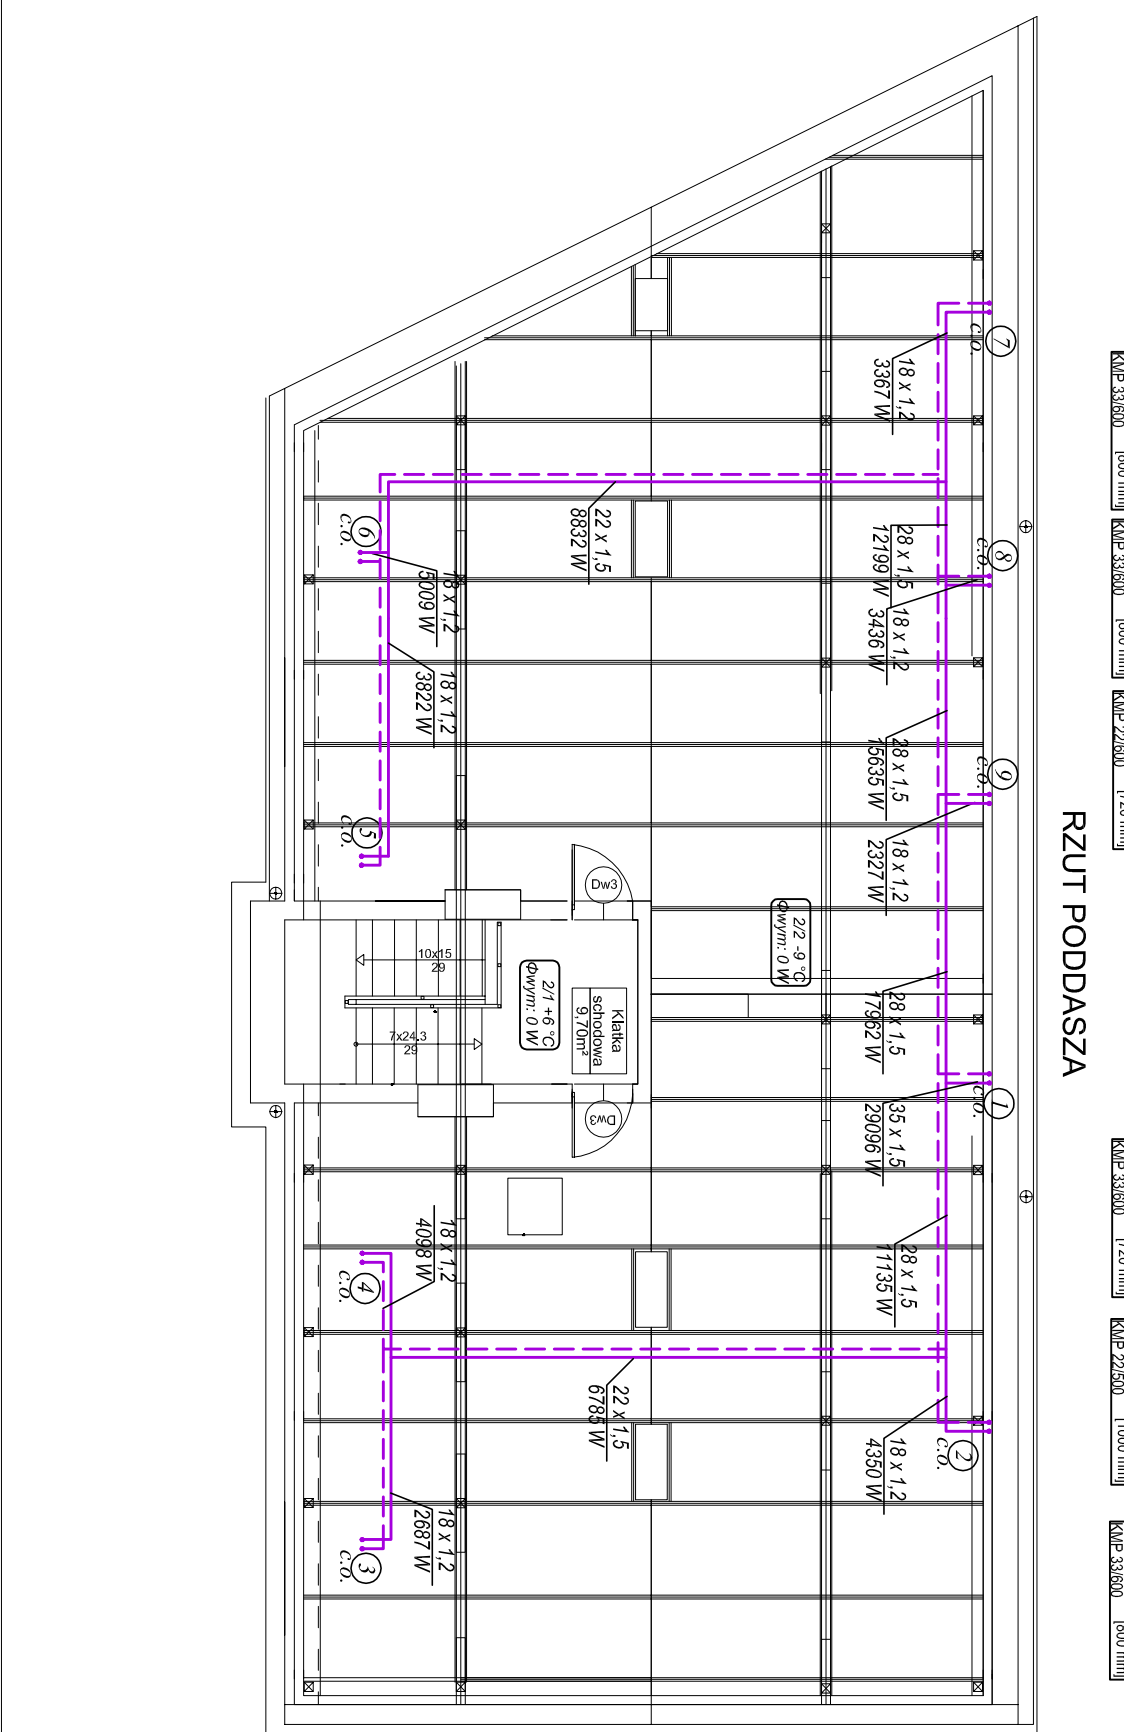 RZUT PODDASZA
KMP 33/600
KMP 33/600
KMP 22/600
KMP 33/600
KMP 22/500
KMP 33/600
7
c.o.
8
c.o.
9
c.o.
1
c.o.
2
c.o.
18 x 1,2
3367 W
28 x 1,5
12199 W
18 x 1,2
3436 W
28 x 1,5
15635 W
18 x 1,2
2327 W
28 x 1,5
17962 W
35 x 1,5
29096 W
28 x 1,5
11135 W
18 x 1,2
4350 W
2/2 -9 °C
Φwym: 0 W
22 x 1,5
8832 W
Dw3
Klatka
schodowa
9,70m²
Dw3
22 x 1,5
6785 W
2/1 +6 °C
Φwym: 0 W
10x15
29
7x24.3
29
18 x 1,2
5009 W
18 x 1,2
3822 W
18 x 1,2
4098 W
18 x 1,2
2687 W
6
c.o.
5
c.o.
4
c.o.
3
c.o.